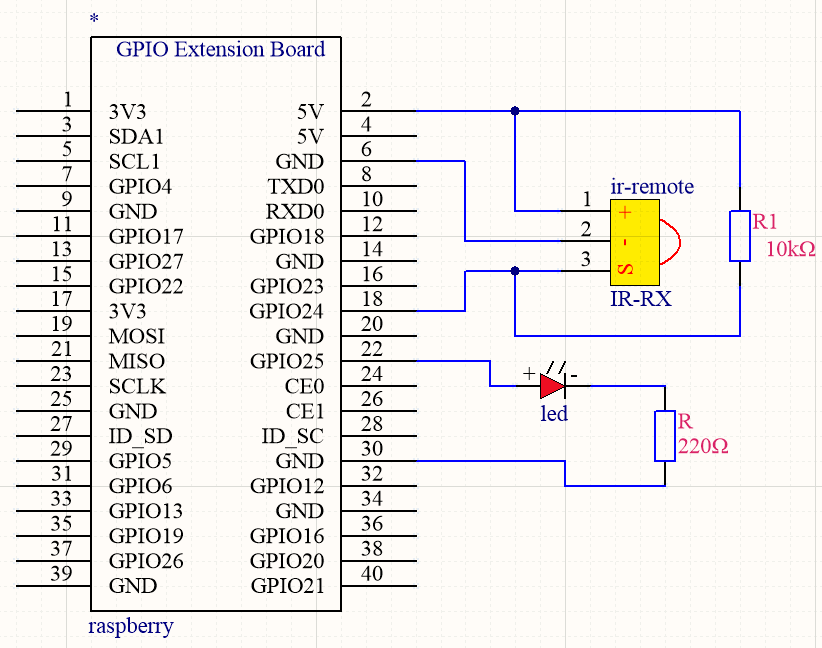 *
GPIO Extension Board
1 3V3 5V 2
3 SDA1 5V 4
5 SCL1 GND 6
7 GPIO4 TXD0 8
9 GND RXD0 10
11 GPIO17 GPIO18 12
13 GPIO27 GND 14
15 GPIO22 GPIO23 16
17 3V3 GPIO24 18
19 MOSI GND 20
21 MISO GPIO25 22
23 SCLK CE0 24
25 GND CE1 26
27 ID_SD ID_SC 28
29 GPIO5 GND 30
31 GPIO6 GPIO12 32
33 GPIO13 GND 34
35 GPIO19 GPIO16 36
37 GPIO26 GPIO20 38
39 GND GPIO21 40
raspberry
ir-remote
1 +
2 -
3 S
IR-RX
R1
10kΩ
+ -
led
R
220Ω